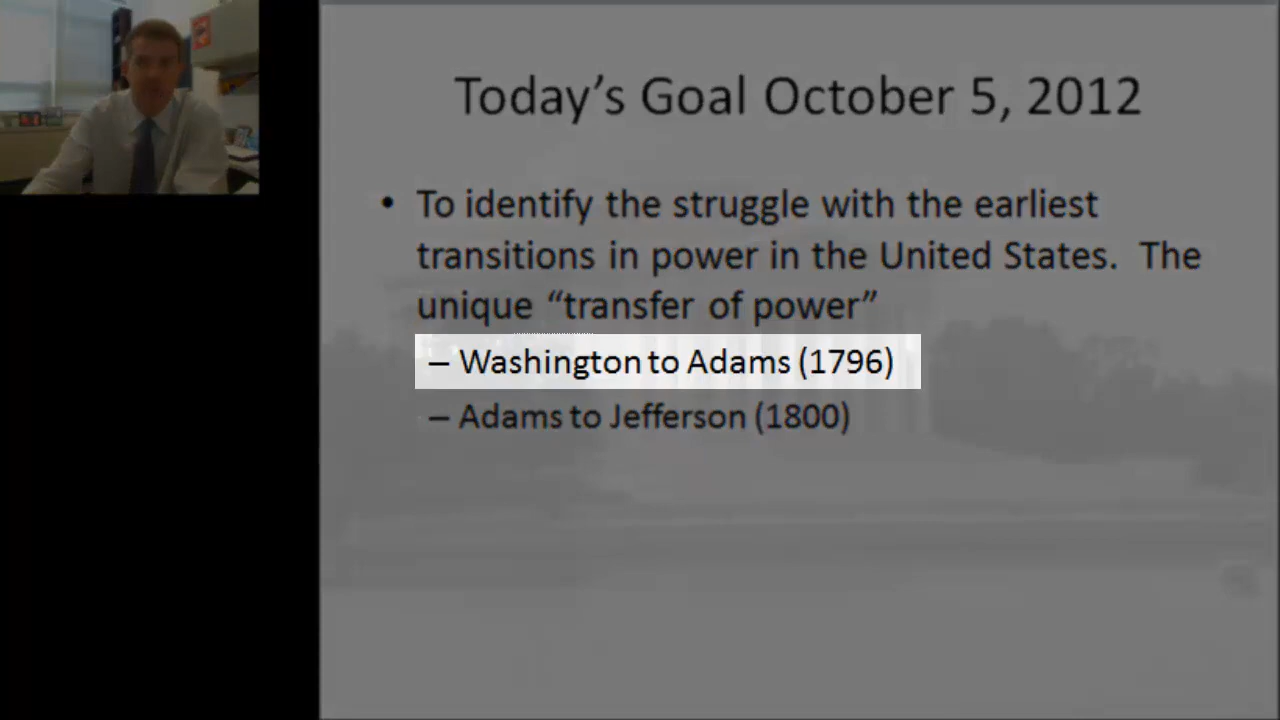 Today’s Goal October 5, 2012
• To identify the struggle with the earliest
transitions in power in the United States.  The
unique “transfer of power”
– Washington to Adams (1796)
– Adams to Jefferson (1800)